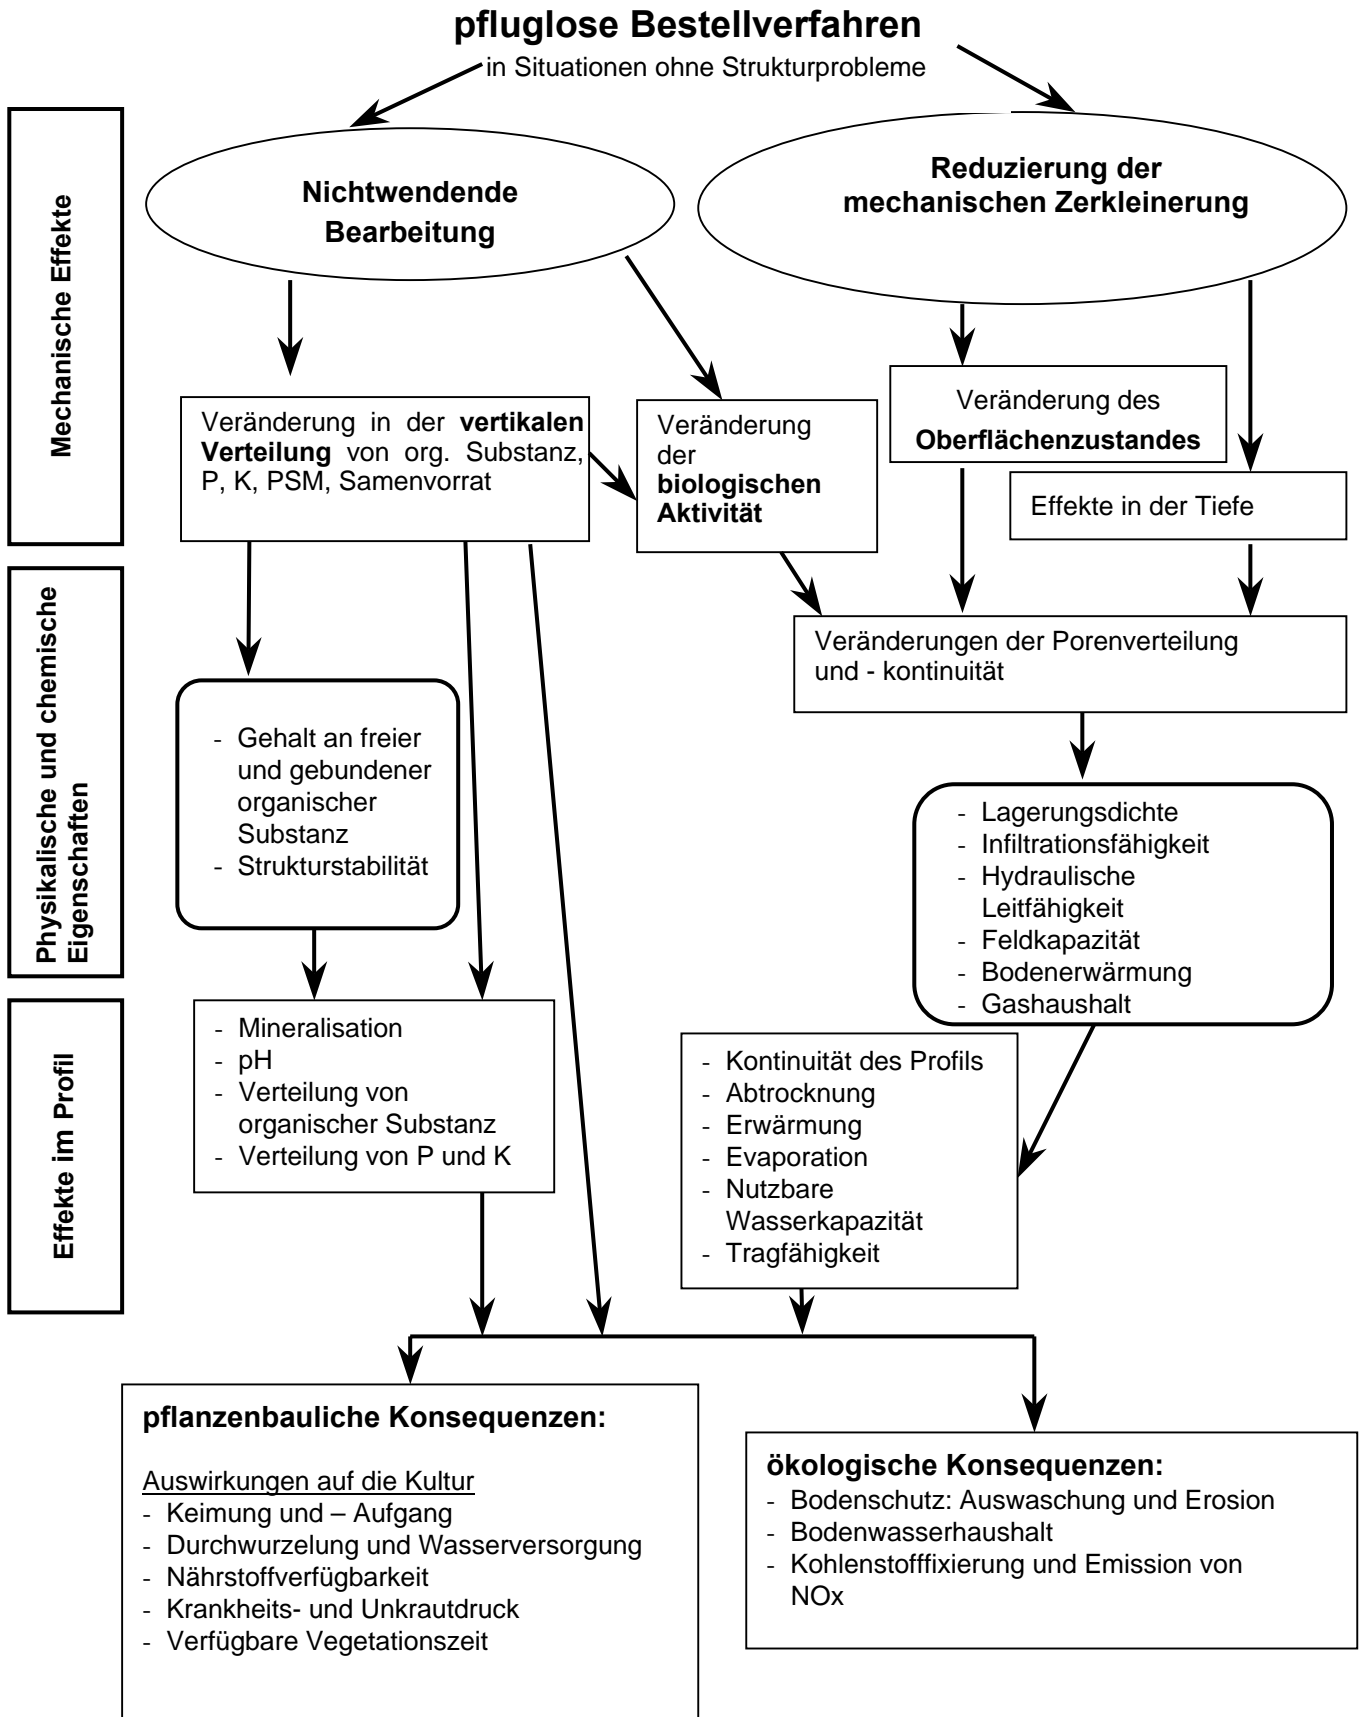 pfluglose Bestellverfahren
in Situationen ohne Strukturprobleme
Mechanische Effekte
Nichtwendende
Bearbeitung
Reduzierung der
mechanischen Zerkleinerung
Veränderung in der vertikalen
Verteilung von org. Substanz,
P, K, PSM, Samenvorrat
Veränderung
der
biologischen
Aktivität
Veränderung des
Oberflächenzustandes
Effekte in der Tiefe
Physikalische und chemische
Eigenschaften
Veränderungen der Porenverteilung
und - kontinuität
- Gehalt an freier
und gebundener
organischer
Substanz
- Strukturstabilität
- Lagerungsdichte
- Infiltrationsfähigkeit
- Hydraulische
Leitfähigkeit
- Feldkapazität
- Bodenerwärmung
- Gashaushalt
Effekte im Profil
- Mineralisation
- pH
- Verteilung von
organischer Substanz
- Verteilung von P und K
- Kontinuität des Profils
- Abtrocknung
- Erwärmung
- Evaporation
- Nutzbare
Wasserkapazität
- Tragfähigkeit
pflanzenbauliche Konsequenzen:
Auswirkungen auf die Kultur
- Keimung und – Aufgang
- Durchwurzelung und Wasserversorgung
- Nährstoffverfügbarkeit
- Krankheits- und Unkrautdruck
- Verfügbare Vegetationszeit
ökologische Konsequenzen:
- Bodenschutz: Auswaschung und Erosion
- Bodenwasserhaushalt
- Kohlenstofffixierung und Emission von
NOx